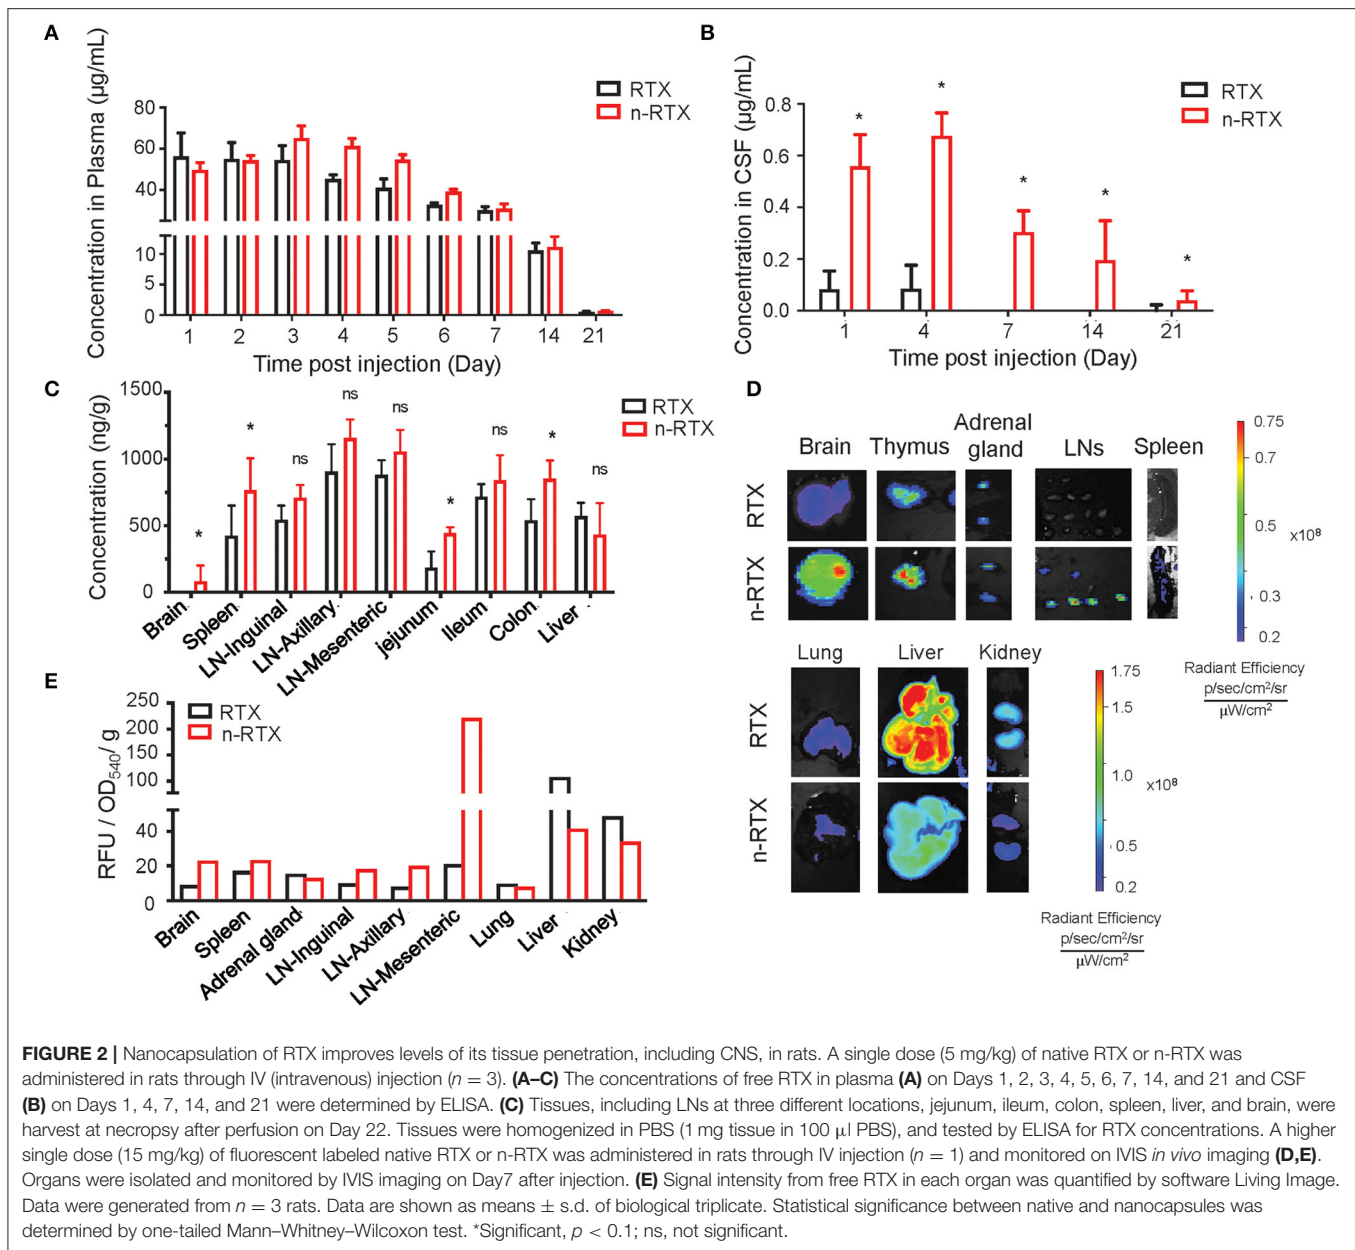 A
Concentration in Plasma (µg/mL)
80
60
40
10
5
0
RTX
n-RTX
1 2 3 4 5 6 7 14 21
Time post injection (Day)
B
Concentration in CSF (µg/mL)
0.8
0.6
0.4
0.2
0.0
RTX
n-RTX
* * * * *
1 4 7 14 21
Time post injection (Day)
C
Concentration (ng/g)
1500
1000
500
0
RTX
n-RTX
* * ns ns ns * ns * ns
Brain
Spleen
LN-Inguinal
LN-Axillary
LN-Mesenteric
jejunum
Ileum
Colon
Liver
D
Brain Thymus Adrenal gland LNs Spleen
RTX
n-RTX
0.75
0.7
0.5
0.3
0.2
x10⁸
Radiant Efficiency
p/sec/cm²/sr
µW/cm²
Lung Liver Kidney
RTX
n-RTX
1.75
1.5
1.0
0.5
0.2
x10⁸
Radiant Efficiency
p/sec/cm²/sr
µW/cm²
E
RFU / OD₅₄₀/ g
250
200
150
100
40
20
0
RTX
n-RTX
Brain
Spleen
Adrenal gland
LN-Inguinal
LN-Axillary
LN-Mesenteric
Lung
Liver
Kidney
FIGURE 2 | Nanocapsulation of RTX improves levels of its tissue penetration, including CNS, in rats. A single dose (5 mg/kg) of native RTX or n-RTX was
administered in rats through IV (intravenous) injection (n = 3). (A–C) The concentrations of free RTX in plasma (A) on Days 1, 2, 3, 4, 5, 6, 7, 14, and 21 and CSF
(B) on Days 1, 4, 7, 14, and 21 were determined by ELISA. (C) Tissues, including LNs at three different locations, jejunum, ileum, colon, spleen, liver, and brain, were
harvest at necropsy after perfusion on Day 22. Tissues were homogenized in PBS (1 mg tissue in 100 µl PBS), and tested by ELISA for RTX concentrations. A higher
single dose (15 mg/kg) of fluorescent labeled native RTX or n-RTX was administered in rats through IV injection (n = 1) and monitored on IVIS in vivo imaging (D,E).
Organs were isolated and monitored by IVIS imaging on Day7 after injection. (E) Signal intensity from free RTX in each organ was quantified by software Living Image.
Data were generated from n = 3 rats. Data are shown as means ± s.d. of biological triplicate. Statistical significance between native and nanocapsules was
determined by one-tailed Mann–Whitney–Wilcoxon test. *Significant, p < 0.1; ns, not significant.